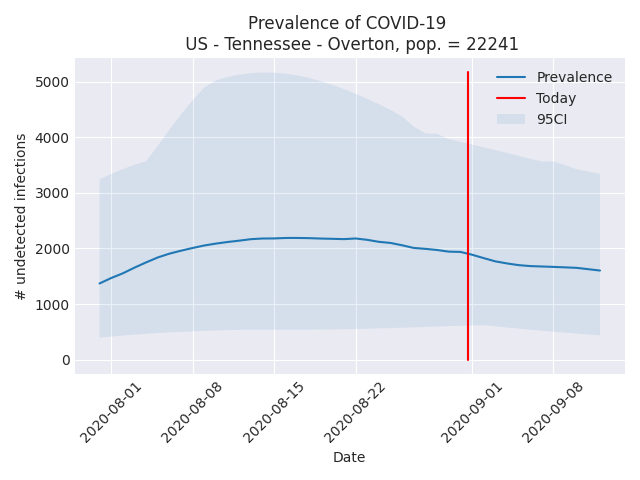 Prevalence of COVID-19
US - Tennessee - Overton, pop. = 22241
Prevalence
Today
95CI
# undetected infections
5000
4000
3000
2000
1000
0
2020-08-01
2020-08-08
2020-08-15
2020-08-22
2020-09-01
2020-09-08
Date